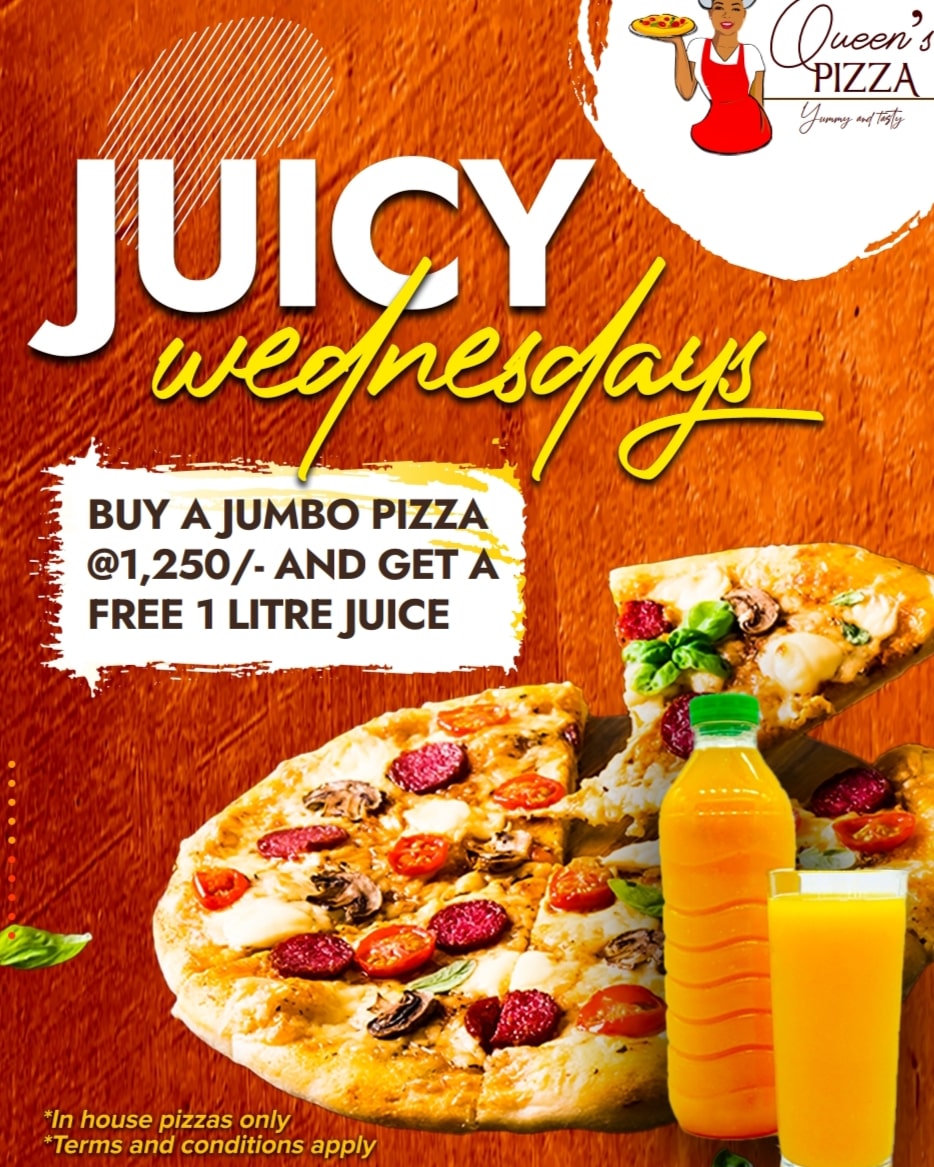 Queen's
PIZZA
Yummy and tasty
JUICY
wednesdays
BUY A JUMBO PIZZA
@1,250/- AND GET A
FREE 1 LITRE JUICE
*In house pizzas only
*Terms and conditions apply